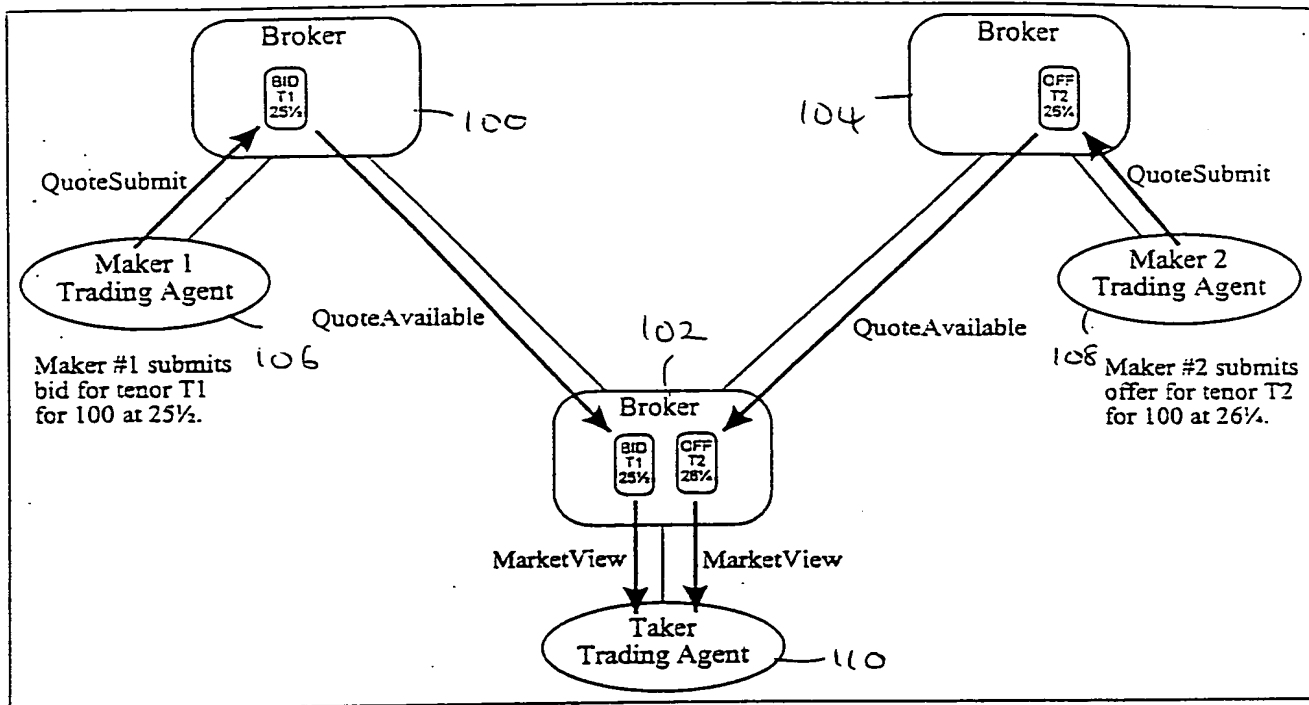 Broker
BID
T1
25½
100
QuoteSubmit
Maker 1
Trading Agent
106
Maker #1 submits
bid for tenor T1
for 100 at 25½.
QuoteAvailable
Broker
OFF
T2
25¼
104
QuoteSubmit
Maker 2
Trading Agent
108
Maker #2 submits
offer for tenor T2
for 100 at 26¼.
QuoteAvailable
102
Broker
BID
T1
25½
OFF
T2
26¼
MarketView
MarketView
Taker
Trading Agent
110